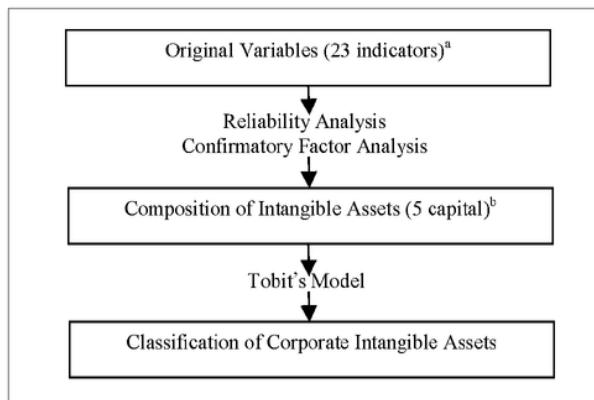 Original Variables (23 indicators)a
Reliability Analysis
Confirmatory Factor Analysis
Composition of Intangible Assets (5 capital)b
Tobit's Model
Classification of Corporate Intangible Assets